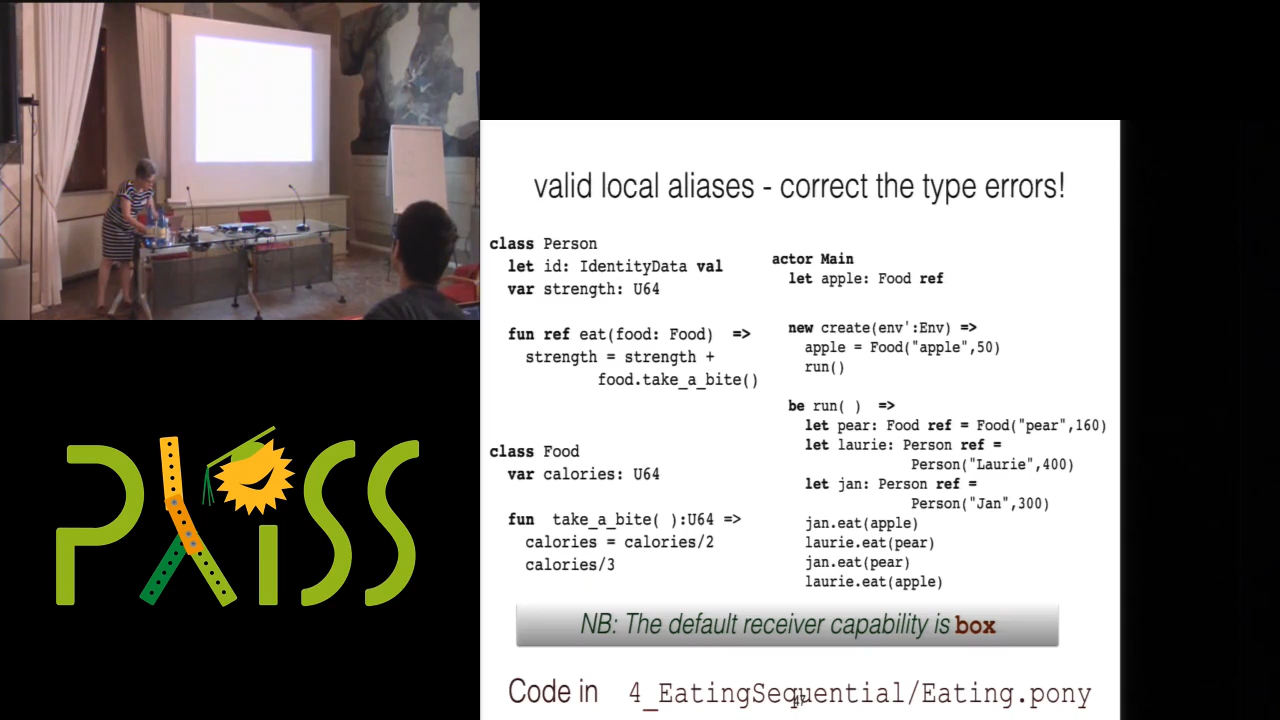 valid local aliases - correct the type errors!
class Person
let id: IdentityData val
var strength: U64
fun ref eat(food: Food) =>
strength = strength +
food.take_a_bite()
class Food
var calories: U64
fun take_a_bite( ):U64 =>
calories = calories/2
calories/3
actor Main
let apple: Food ref
new create(env':Env) =>
apple = Food("apple",50)
run()
be run( ) =>
let pear: Food ref = Food("pear",160)
let laurie: Person ref =
Person("Laurie",400)
let jan: Person ref =
Person("Jan",300)
jan.eat(apple)
laurie.eat(pear)
jan.eat(pear)
laurie.eat(apple)
NB: The default receiver capability is box
Code in 4_EatingSequential/Eating.pony
PLISS